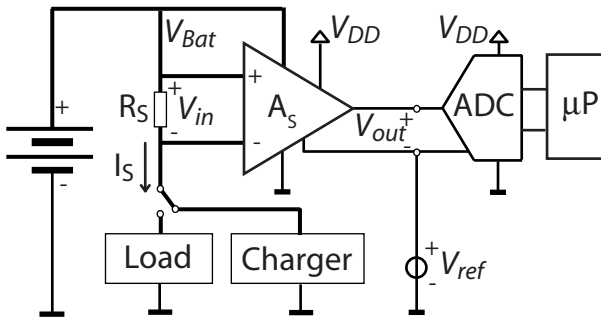 V_Bat
V_DD
V_DD
+
+
R_S
+
V_in
-
-
A_S
V_out
+
-
ADC
μP
-
I_S
Load
Charger
+
V_ref
-